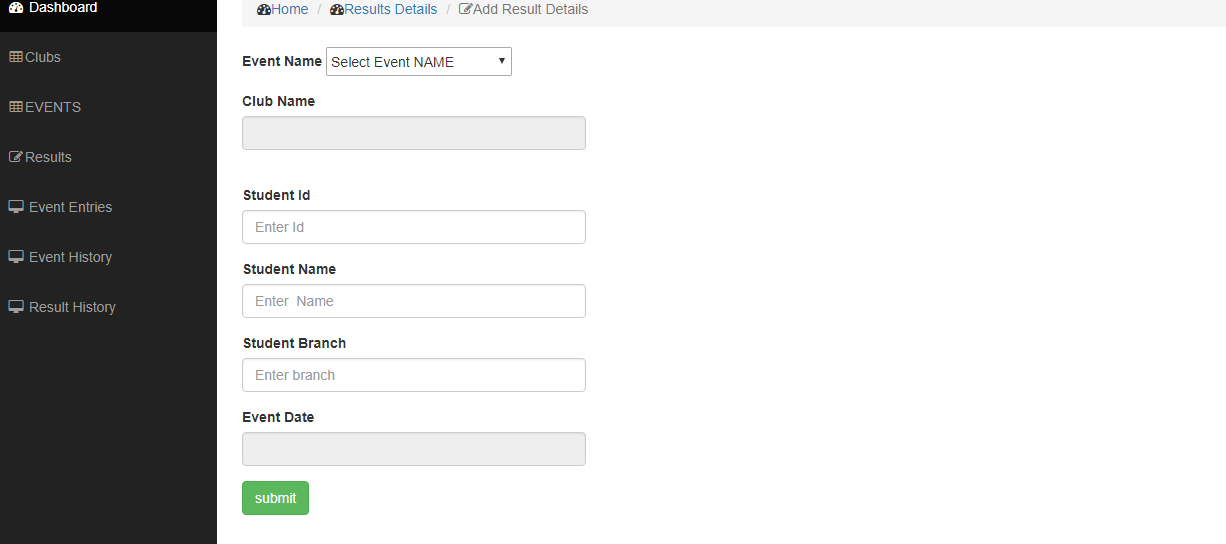 Dashboard
Clubs
EVENTS
Results
Event Entries
Event History
Result History
Home / Results Details / Add Result Details
Event Name Select Event NAME
Club Name
Student Id
Enter Id
Student Name
Enter  Name
Student Branch
Enter branch
Event Date
submit